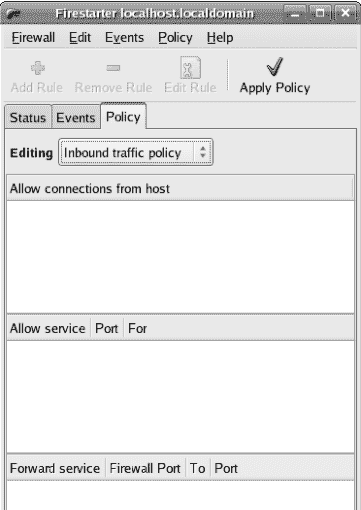 Firestarter localhost.localdomain
Firewall Edit Events Policy Help
Add Rule Remove Rule Edit Rule Apply Policy
Status Events Policy
Editing Inbound traffic policy
Allow connections from host
Allow service Port For
Forward service Firewall Port To Port